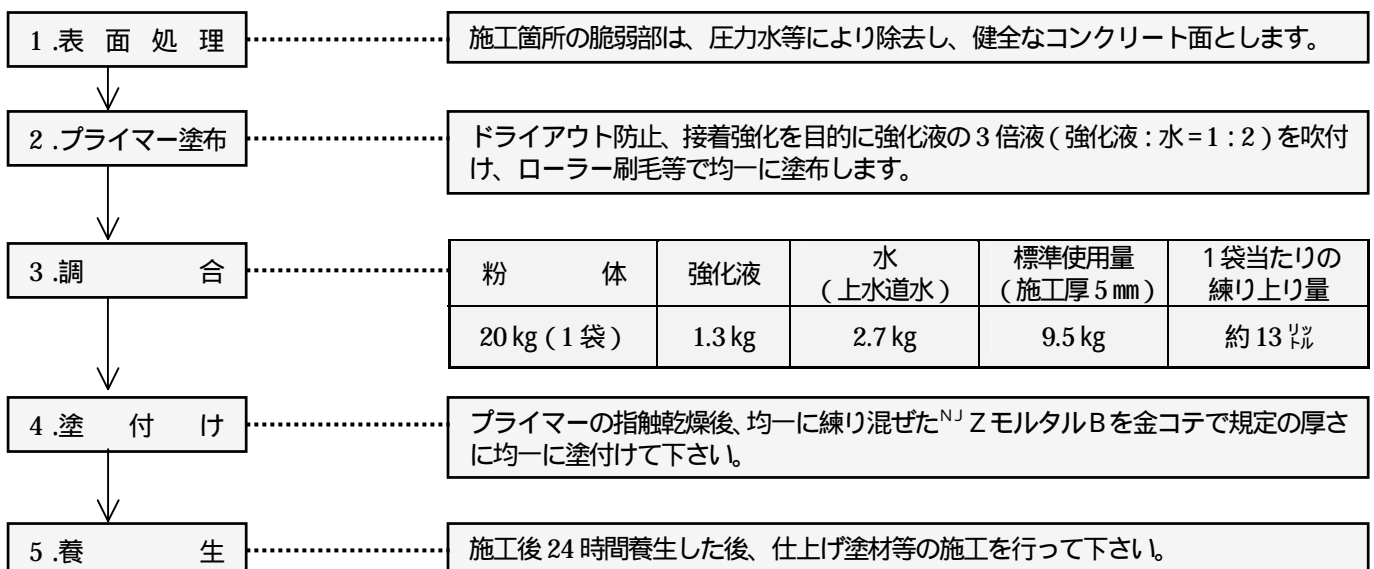 1.表面処理
施工箇所の脆弱部は、圧力水等により除去し、健全なコンクリート面とします。
2.プライマー塗布
ドライアウト防止、接着強化を目的に強化液の3倍液(強化液:水=1:2)を吹付
け、ローラー刷毛等で均一に塗布します。
3.調合
粉体 強化液 水 標準使用量 1袋当たりの
(上水道水) (施工厚5㎜) 練り上り量
20㎏(1袋) 1.3㎏ 2.7㎏ 9.5㎏ 約13㍑
4.塗付け
プライマーの指触乾燥後、均一に練り混ぜたNJZモルタルBを金コテで規定の厚さ
に均一に塗付けて下さい。
5.養生
施工後24時間養生した後、仕上げ塗材等の施工を行って下さい。